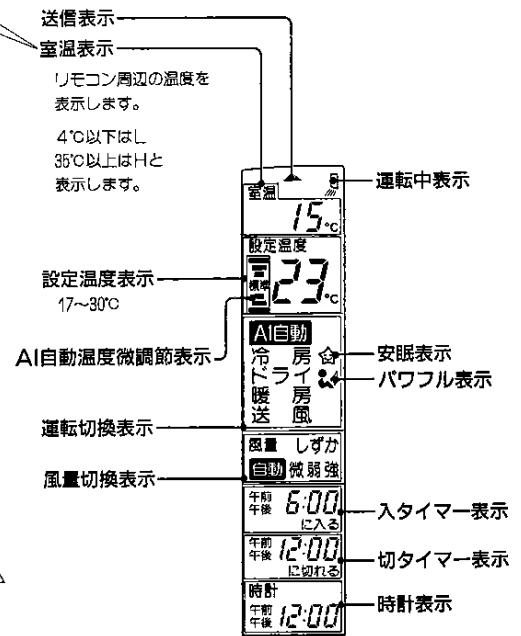 送信表示
室温表示
リモコン周辺の温度を
表示します。
4℃以下はL
35℃以上はHと
表示します。
運転中表示
室温
15℃
設定温度
標準
23℃
設定温度表示
17〜30℃
AI自動温度微調節表示
AI自動
冷房
ドライ
暖房
送風
安眠表示
パワフル表示
運転切換表示
風量 しずか
自動 微 弱 強
風量切換表示
午前
午後 6:00
に入る
入タイマー表示
午前
午後 12:00
に切れる
切タイマー表示
時計
午前
午後 12:00
時計表示